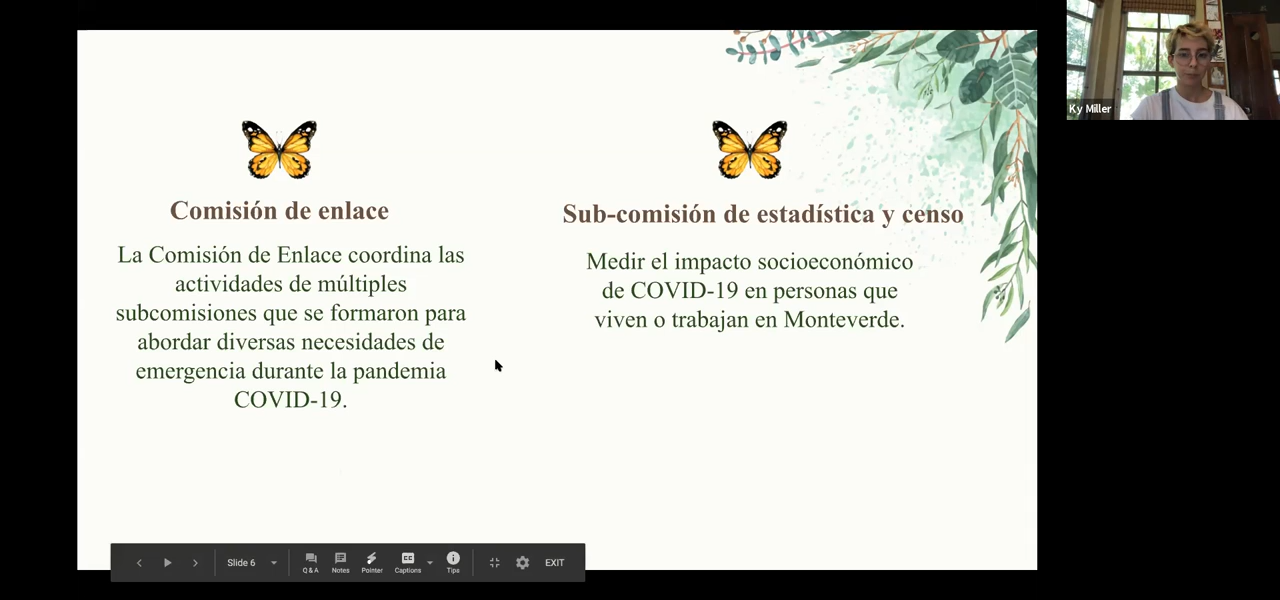 Comisión de enlace
La Comisión de Enlace coordina las
actividades de múltiples
subcomisiones que se formaron para
abordar diversas necesidades de
emergencia durante la pandemia
COVID-19.
Sub-comisión de estadística y censo
Medir el impacto socioeconómico
de COVID-19 en personas que
viven o trabajan en Monteverde.
Ky Miller
Slide 6
Q & A
Notes
Pointer
CC
Captions
Tips
EXIT